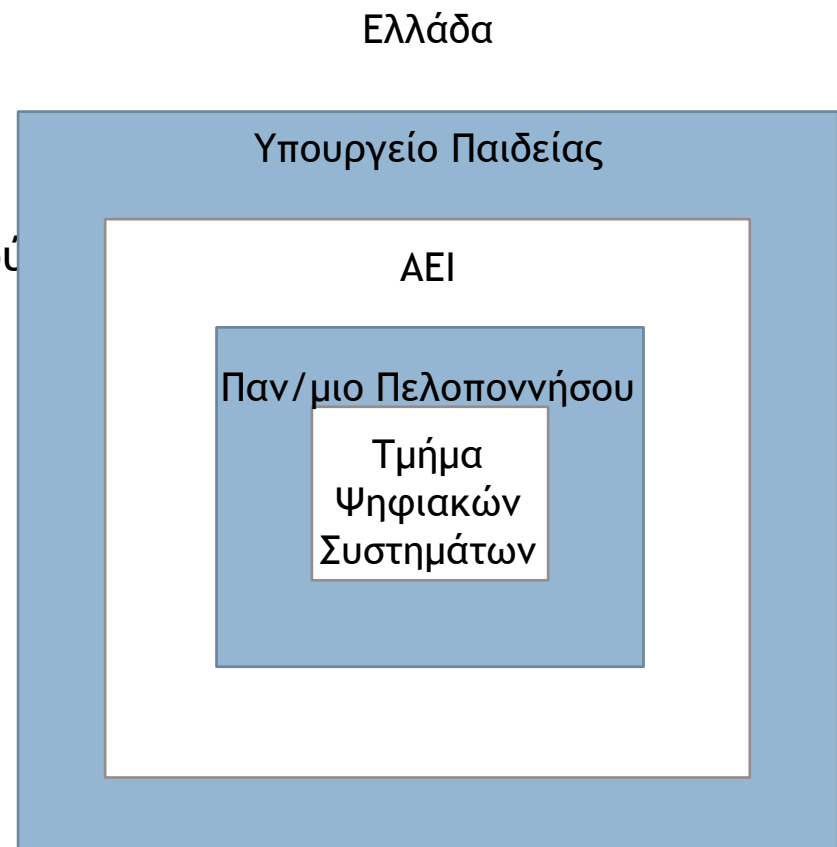 Ελλάδα
Υπουργείο Παιδείας
ΑΕΙ
Παν/μιο Πελοποννήσου
Τμήμα
Ψηφιακών
Συστημάτων